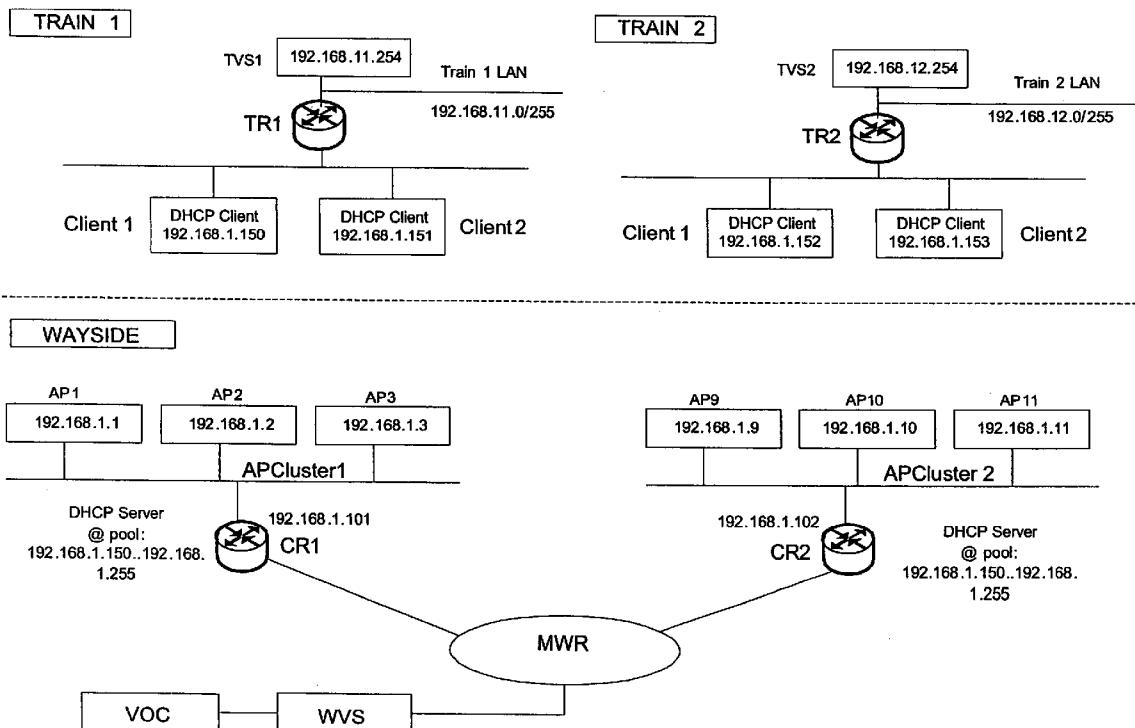 TRAIN 1
TVS1
192.168.11.254
Train 1 LAN
192.168.11.0/255
TR1
Client 1
DHCP Client
192.168.1.150
DHCP Client
192.168.1.151
Client 2
TRAIN 2
TVS2
192.168.12.254
Train 2 LAN
192.168.12.0/255
TR2
Client 1
DHCP Client
192.168.1.152
DHCP Client
192.168.1.153
Client 2
WAYSIDE
AP1
192.168.1.1
AP2
192.168.1.2
AP3
192.168.1.3
APCluster1
DHCP Server
@ pool:
192.168.1.150..192.168.
1.255
192.168.1.101
CR1
AP9
192.168.1.9
AP10
192.168.1.10
AP11
192.168.1.11
APCluster 2
192.168.1.102
CR2
DHCP Server
@ pool:
192.168.1.150..192.168.
1.255
MWR
VOC
WVS